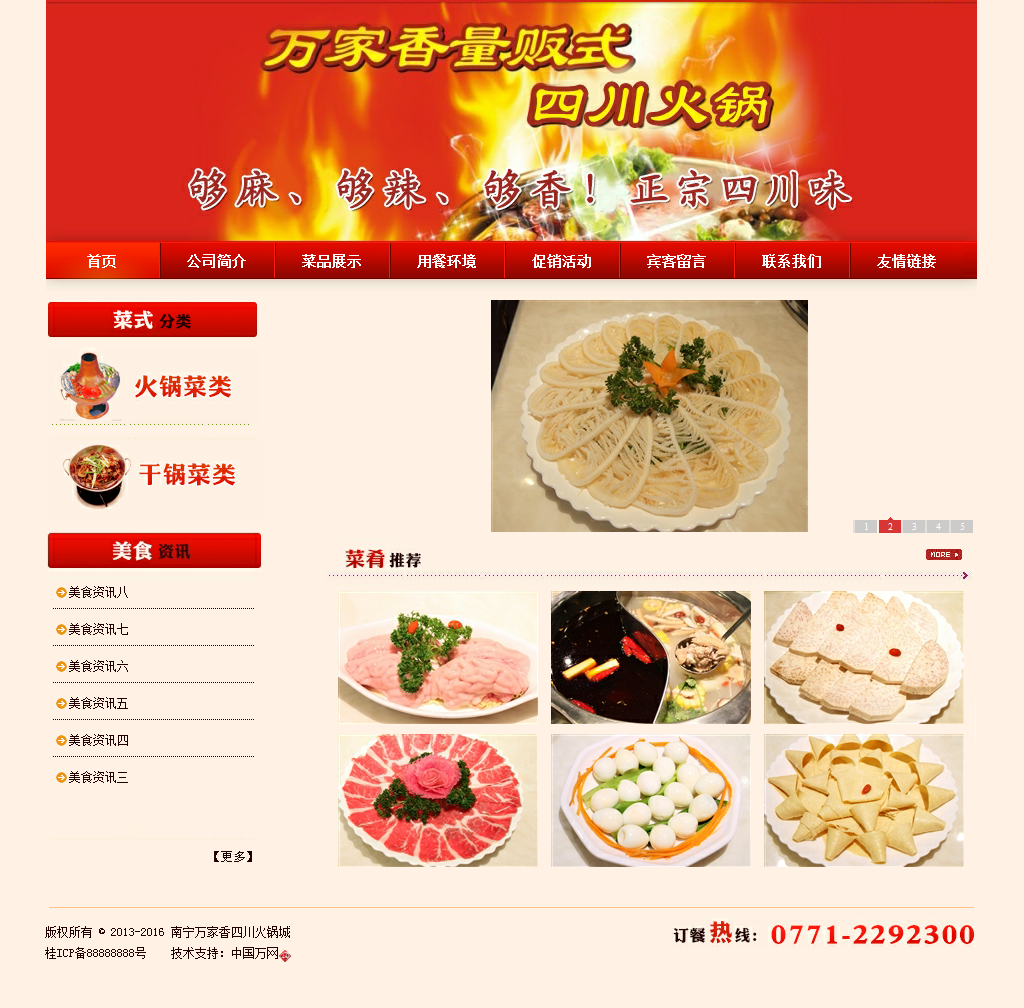 万家香量贩式
四川火锅
够麻、够辣、够香！正宗四川味
首页 公司简介 菜品展示 用餐环境 促销活动 宾客留言 联系我们 友情链接
菜式 分类
火锅菜类
干锅菜类
1 2 3 4 5
美食 资讯
菜肴 推荐 MORE
美食资讯八
美食资讯七
美食资讯六
美食资讯五
美食资讯四
美食资讯三
【更多】
版权所有 © 2013-2016 南宁万家香四川火锅城
桂ICP备88888888号 技术支持：中国万网
订餐热线：0771-2292300